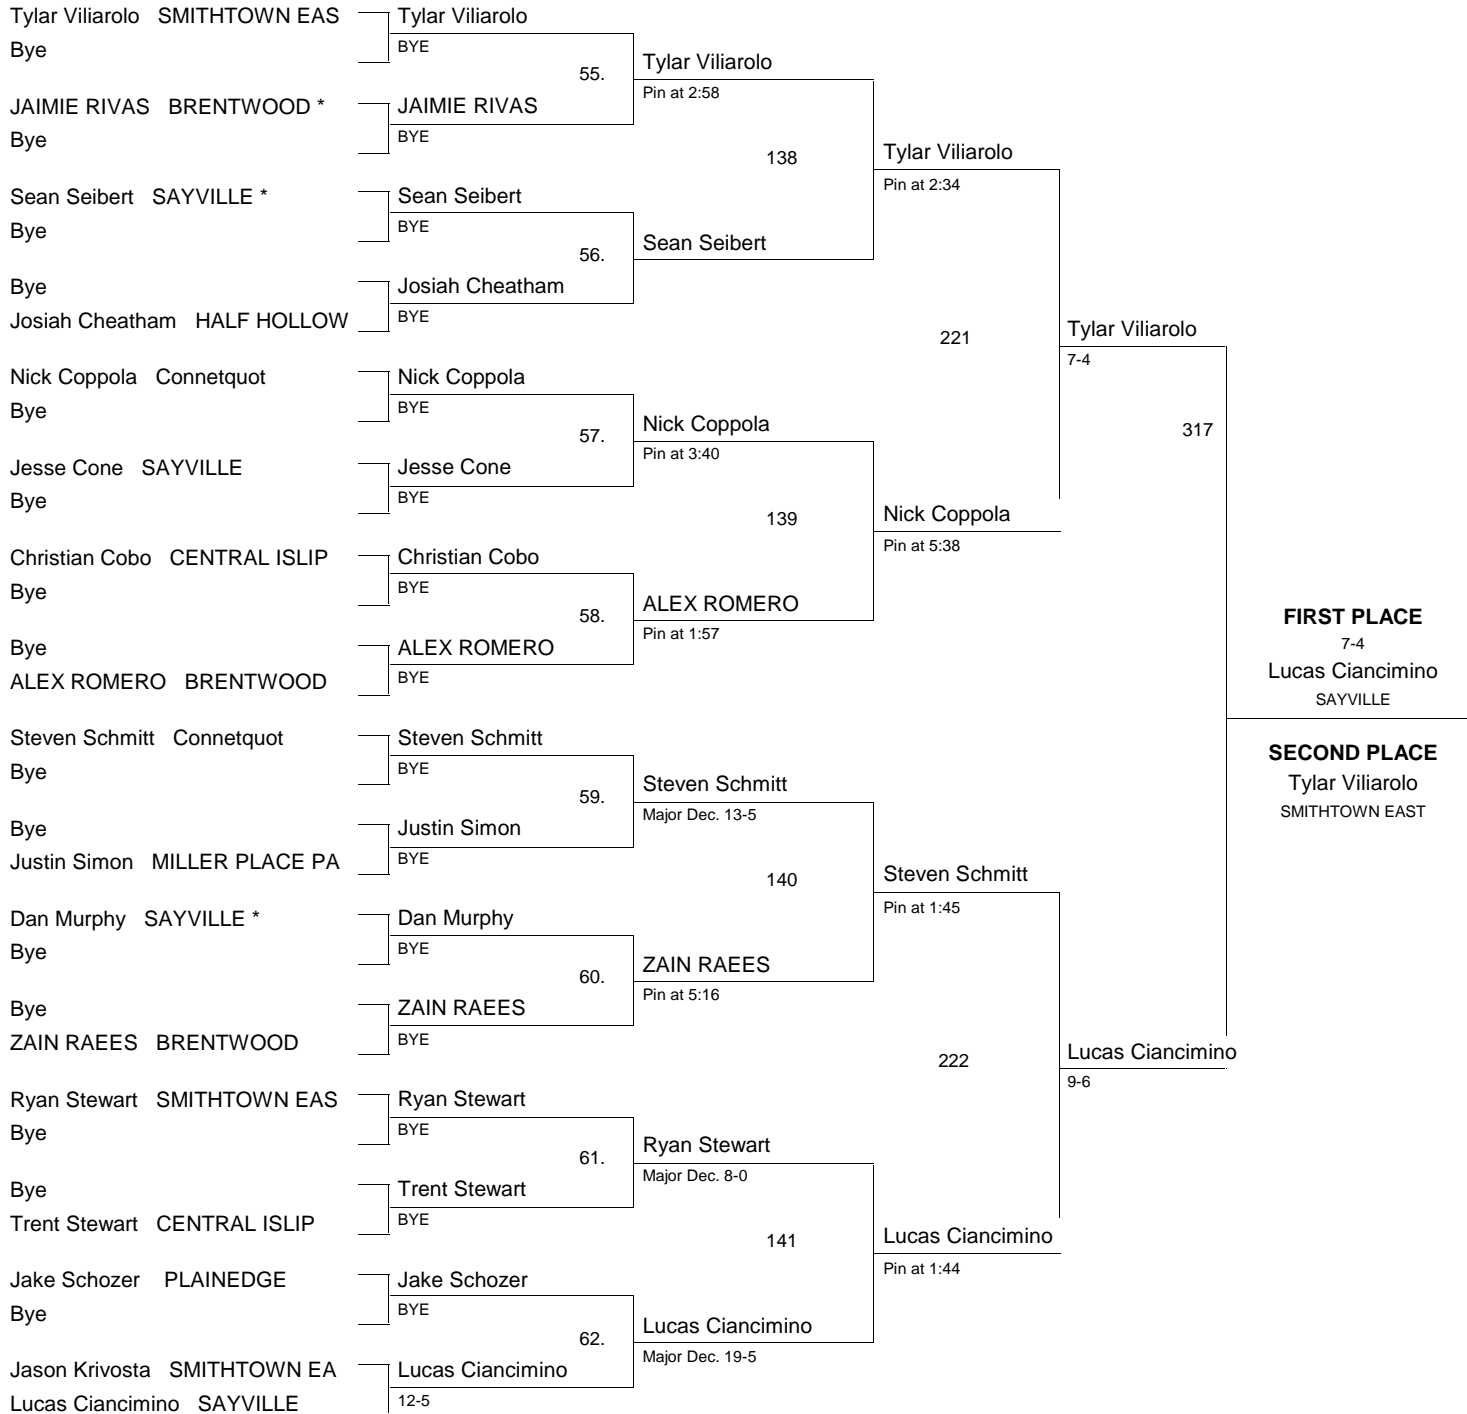 Tylar Viliarolo SMITHTOWN EAS
Bye
JAIMIE RIVAS BRENTWOOD *
Bye
Sean Seibert SAYVILLE *
Bye
Bye
Josiah Cheatham HALF HOLLOW
Nick Coppola Connetquot
Bye
Jesse Cone SAYVILLE
Bye
Christian Cobo CENTRAL ISLIP
Bye
Bye
ALEX ROMERO BRENTWOOD
Steven Schmitt Connetquot
Bye
Bye
Justin Simon MILLER PLACE PA
Dan Murphy SAYVILLE *
Bye
Bye
ZAIN RAEES BRENTWOOD
Ryan Stewart SMITHTOWN EAS
Bye
Bye
Trent Stewart CENTRAL ISLIP
Jake Schozer PLAINEDGE
Bye
Jason Krivosta SMITHTOWN EA
Lucas Ciancimino SAYVILLE
Tylar Viliarolo
BYE
55.
JAIMIE RIVAS
BYE
Sean Seibert
BYE
56.
Josiah Cheatham
BYE
Nick Coppola
BYE
57.
Jesse Cone
BYE
Christian Cobo
BYE
58.
ALEX ROMERO
BYE
Steven Schmitt
BYE
59.
Justin Simon
BYE
Dan Murphy
BYE
60.
ZAIN RAEES
BYE
Ryan Stewart
BYE
61.
Trent Stewart
BYE
Jake Schozer
BYE
62.
Lucas Ciancimino
12-5
Tylar Viliarolo
Pin at 2:58
138
Sean Seibert
Nick Coppola
Pin at 3:40
139
ALEX ROMERO
Pin at 1:57
Steven Schmitt
Major Dec. 13-5
140
ZAIN RAEES
Pin at 5:16
Ryan Stewart
Major Dec. 8-0
141
Lucas Ciancimino
Major Dec. 19-5
Tylar Viliarolo
Pin at 2:34
221
Nick Coppola
Pin at 5:38
Steven Schmitt
Pin at 1:45
222
Lucas Ciancimino
Pin at 1:44
Tylar Viliarolo
7-4
317
Lucas Ciancimino
9-6
FIRST PLACE
7-4
Lucas Ciancimino
SAYVILLE
SECOND PLACE
Tylar Viliarolo
SMITHTOWN EAST